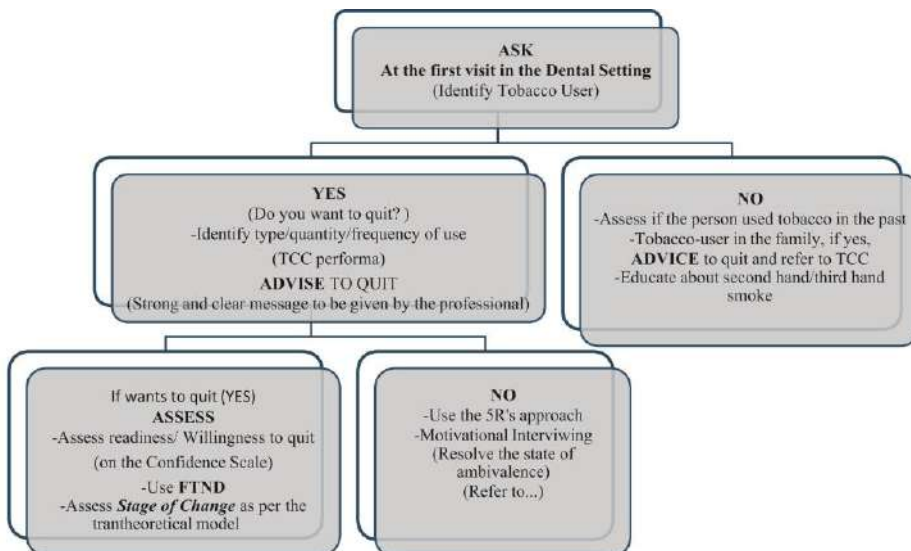 ASK
At the first visit in the Dental Setting
(Identify Tobacco User)
YES
(Do you want to quit? )
-Identify type/quantity/frequency of use
(TCC performa)
ADVISE TO QUIT
(Strong and clear message to be given by the professional)
NO
-Assess if the person used tobacco in the past
-Tobacco-user in the family, if yes,
ADVICE to quit and refer to TCC
-Educate about second hand/third hand
smoke
If wants to quit (YES)
ASSESS
-Assess readiness/ Willingness to quit
(on the Confidence Scale)
-Use FTND
-Assess Stage of Change as per the
trantheoretical model
NO
-Use the 5R's approach
-Motivational Interviwing
(Resolve the state of
ambivalence)
(Refer to...)